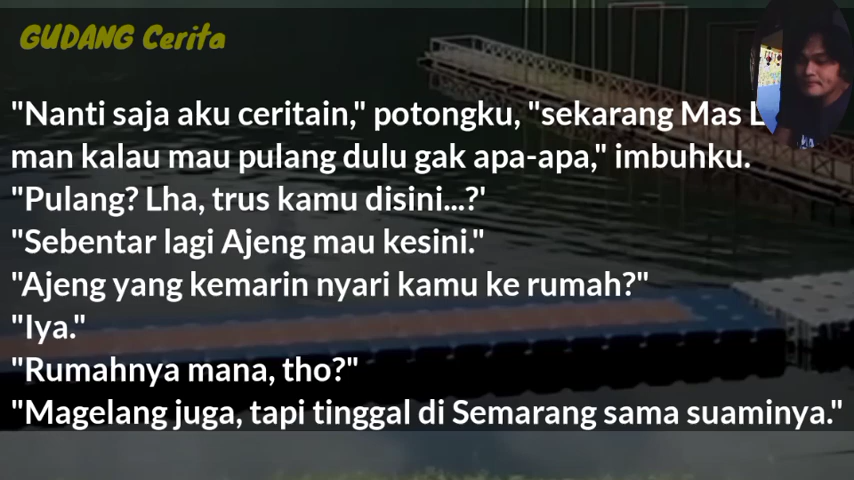 GUDANG Cerita
"Nanti saja aku ceritain," potongku, "sekarang Mas
man kalau mau pulang dulu gak apa-apa," imbuhku.
"Pulang? Lha, trus kamu disini...?'
"Sebentar lagi Ajeng mau kesini."
"Ajeng yang kemarin nyari kamu ke rumah?"
"Iya."
"Rumahnya mana, tho?"
"Magelang juga, tapi tinggal di Semarang sama suaminya."